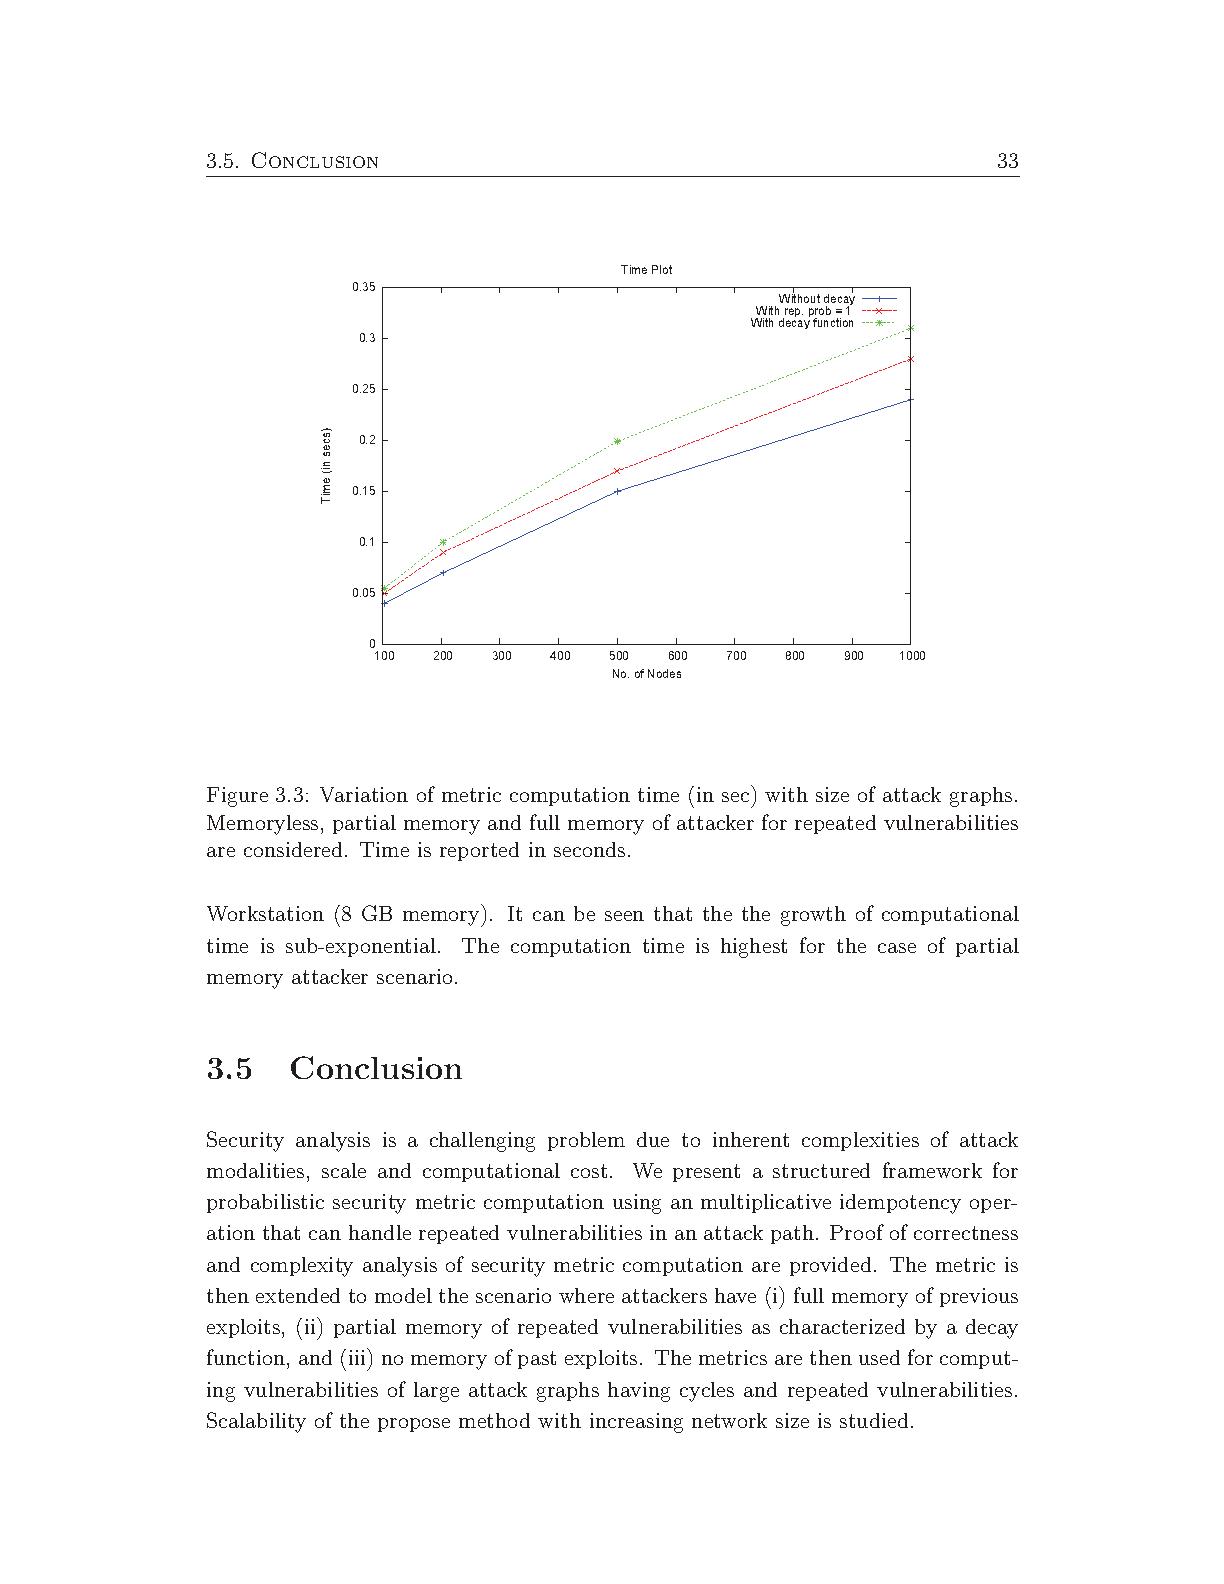 3.5. Conclusion 33
Time Plot
0.35
0.3
0.25
0.2
0.15
0.1
0.05
0
Time (in secs)
Without decay
With rep. prob = 1
With decay function
100 200 300 400 500 600 700 800 900 1000
No. of Nodes
Figure 3.3: Variation of metric computation time (in sec) with size of attack graphs.
Memoryless, partial memory and full memory of attacker for repeated vulnerabilities
are considered. Time is reported in seconds.
Workstation (8 GB memory). It can be seen that the the growth of computational
time is sub-exponential. The computation time is highest for the case of partial
memory attacker scenario.
3.5 Conclusion
Security analysis is a challenging problem due to inherent complexities of attack
modalities, scale and computational cost. We present a structured framework for
probabilistic security metric computation using an multiplicative idempotency oper-
ation that can handle repeated vulnerabilities in an attack path. Proof of correctness
and complexity analysis of security metric computation are provided. The metric is
then extended to model the scenario where attackers have (i) full memory of previous
exploits, (ii) partial memory of repeated vulnerabilities as characterized by a decay
function, and (iii) no memory of past exploits. The metrics are then used for comput-
ing vulnerabilities of large attack graphs having cycles and repeated vulnerabilities.
Scalability of the propose method with increasing network size is studied.